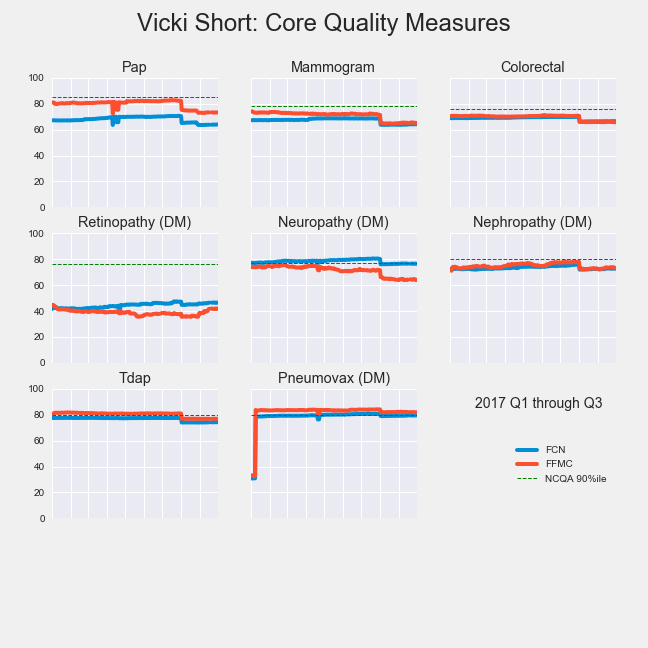 Vicki Short: Core Quality Measures
Pap
Mammogram
Colorectal
100
80
60
40
20
0
Retinopathy (DM)
Neuropathy (DM)
Nephropathy (DM)
100
80
60
40
20
0
Tdap
Pneumovax (DM)
100
80
60
40
20
0
2017 Q1 through Q3
FCN
FFMC
NCQA 90%ile